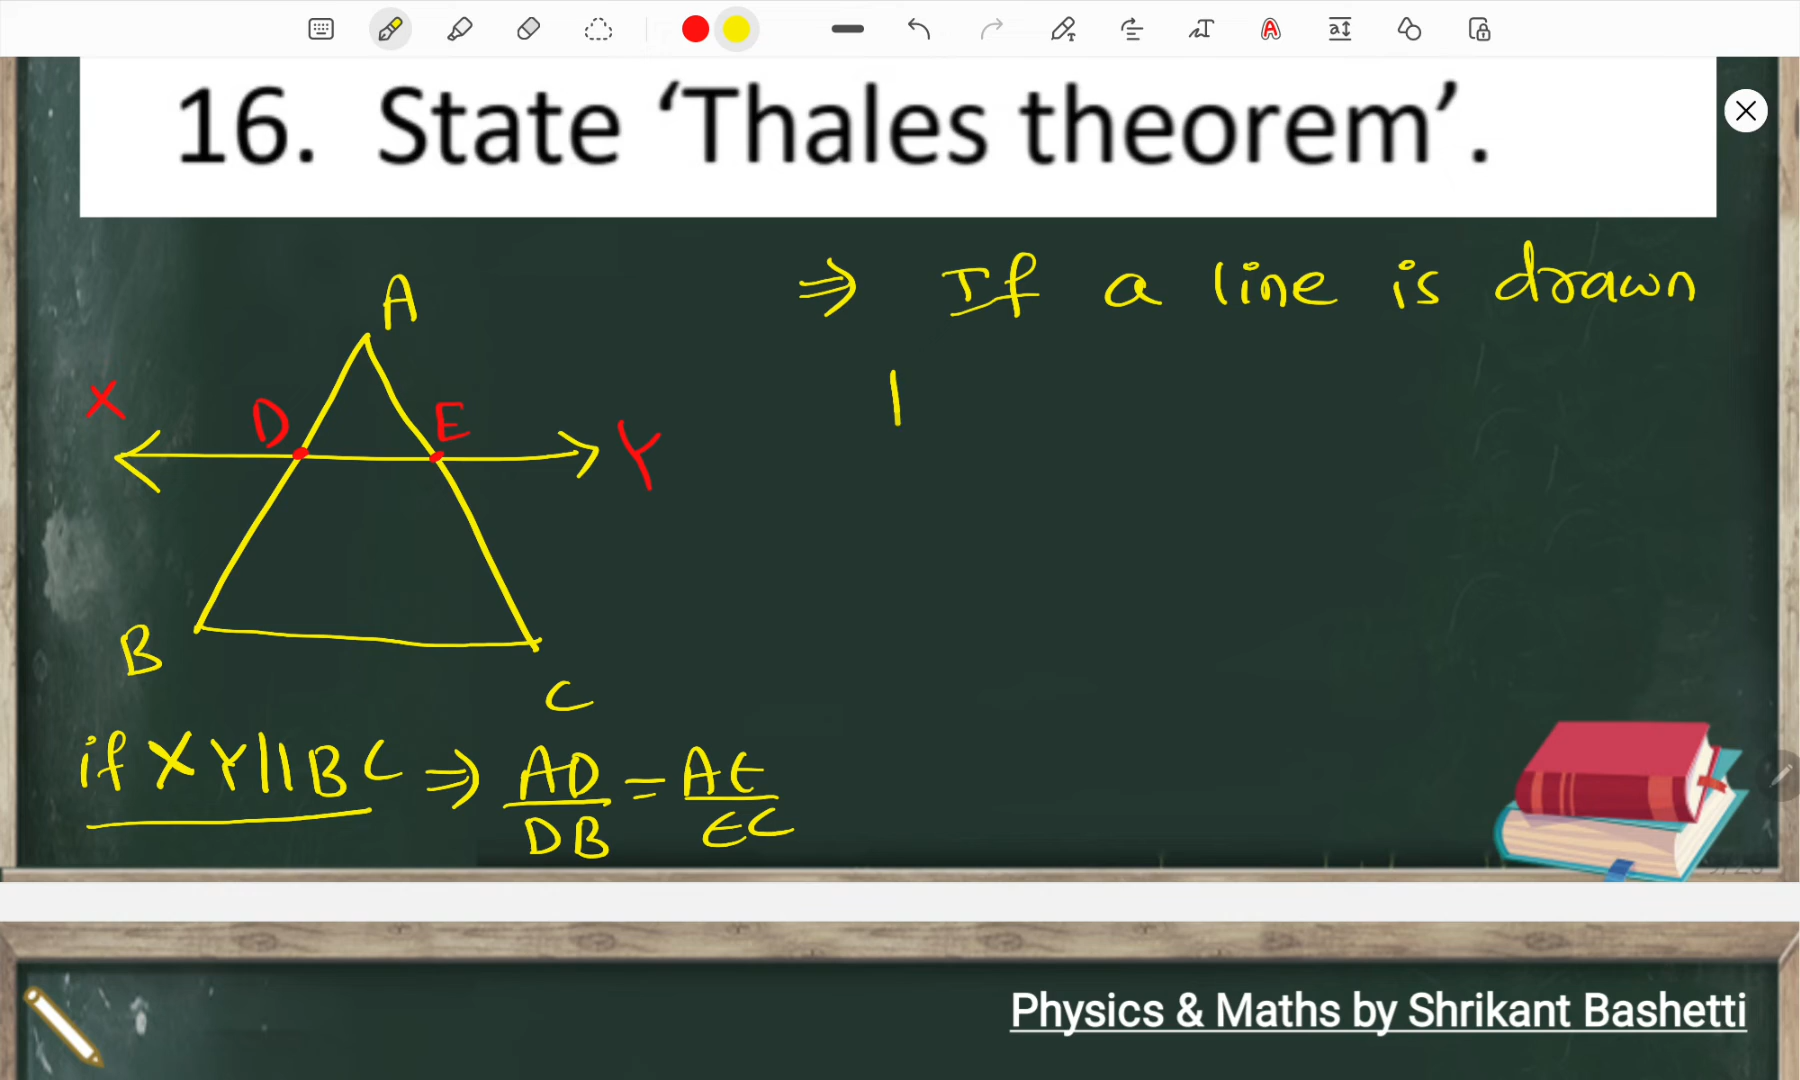 16. State ‘Thales theorem’.
⇒ If a line is drawn
A
X
D
E
Y
B
C
if XY||BC ⇒ AD/DB = AE/EC
Physics & Maths by Shrikant Bashetti